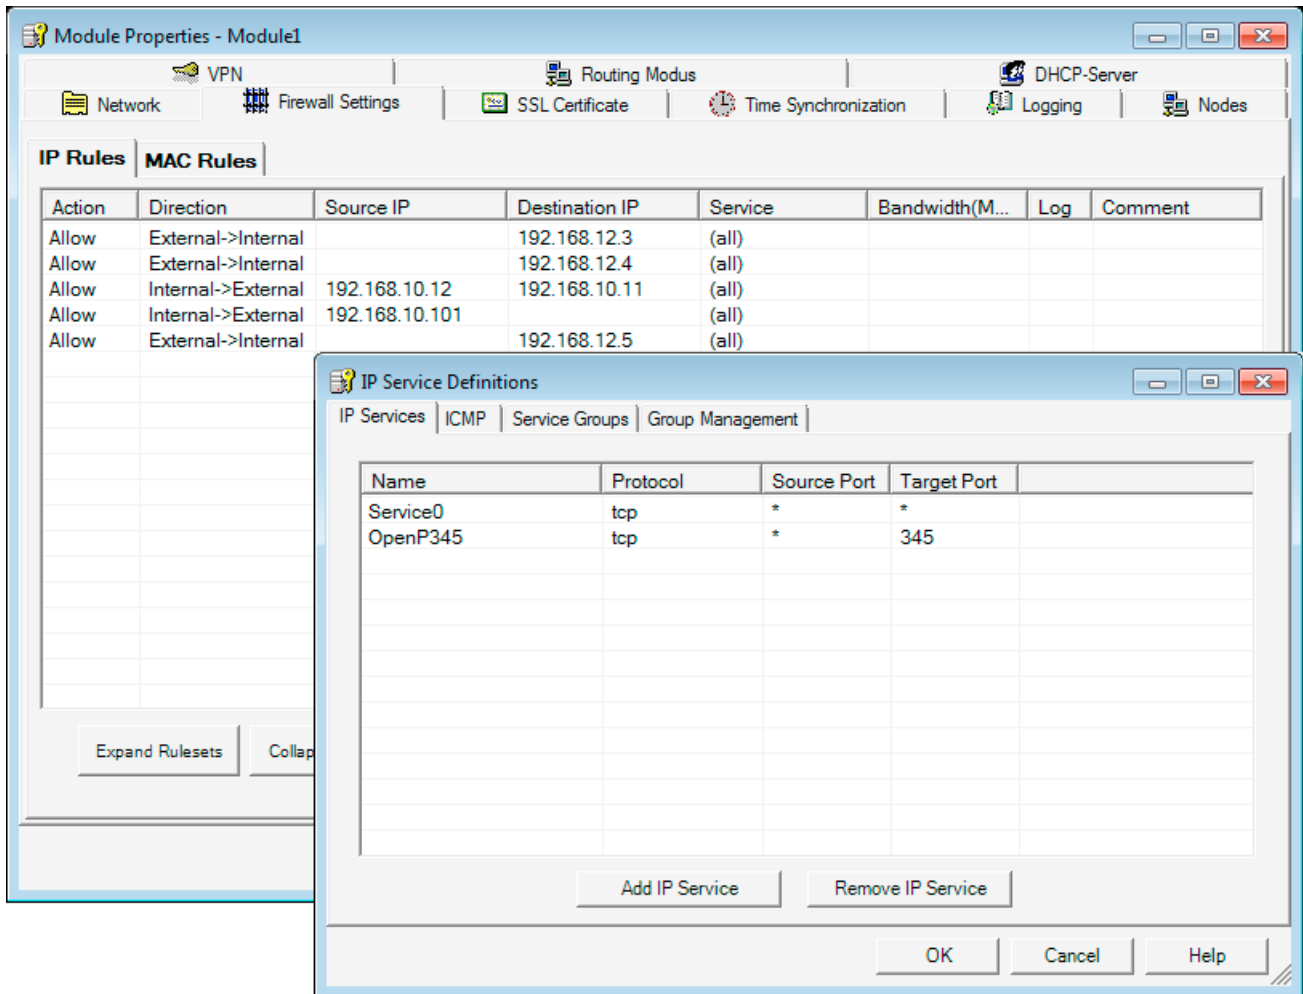 Module Properties - Module1
VPN Routing Modus DHCP-Server
Network Firewall Settings SSL Certificate Time Synchronization Logging Nodes
IP Rules MAC Rules
Action Direction Source IP Destination IP Service Bandwidth(M... Log Comment
Allow External->Internal 192.168.12.3 (all)
Allow External->Internal 192.168.12.4 (all)
Allow Internal->External 192.168.10.12 192.168.10.11 (all)
Allow Internal->External 192.168.10.101 (all)
Allow External->Internal 192.168.12.5 (all)
IP Service Definitions
IP Services ICMP Service Groups Group Management
Name Protocol Source Port Target Port
Service0 tcp * *
OpenP345 tcp * 345
Expand Rulesets Collap
Add IP Service Remove IP Service
OK Cancel Help